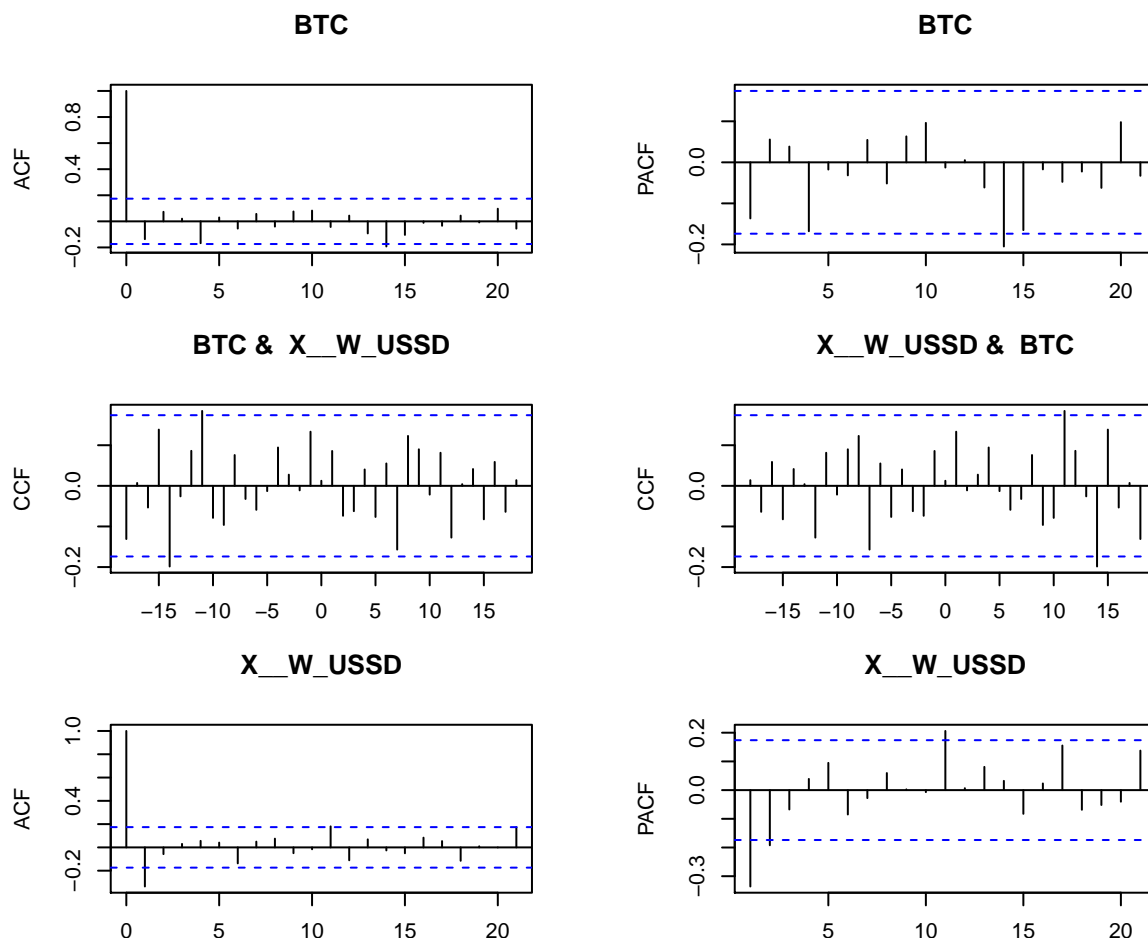 BTC
BTC
ACF
−0.2 0.4 0.8
0 5 10 15 20
PACF
−0.2 0.0
5 10 15 20
BTC & X__W_USSD
X__W_USSD & BTC
CCF
−0.2 0.0
−15 −10 −5 0 5 10 15
CCF
−0.2 0.0
−15 −10 −5 0 5 10 15
X__W_USSD
X__W_USSD
ACF
−0.2 0.4 1.0
0 5 10 15 20
PACF
−0.3 0.0 0.2
5 10 15 20